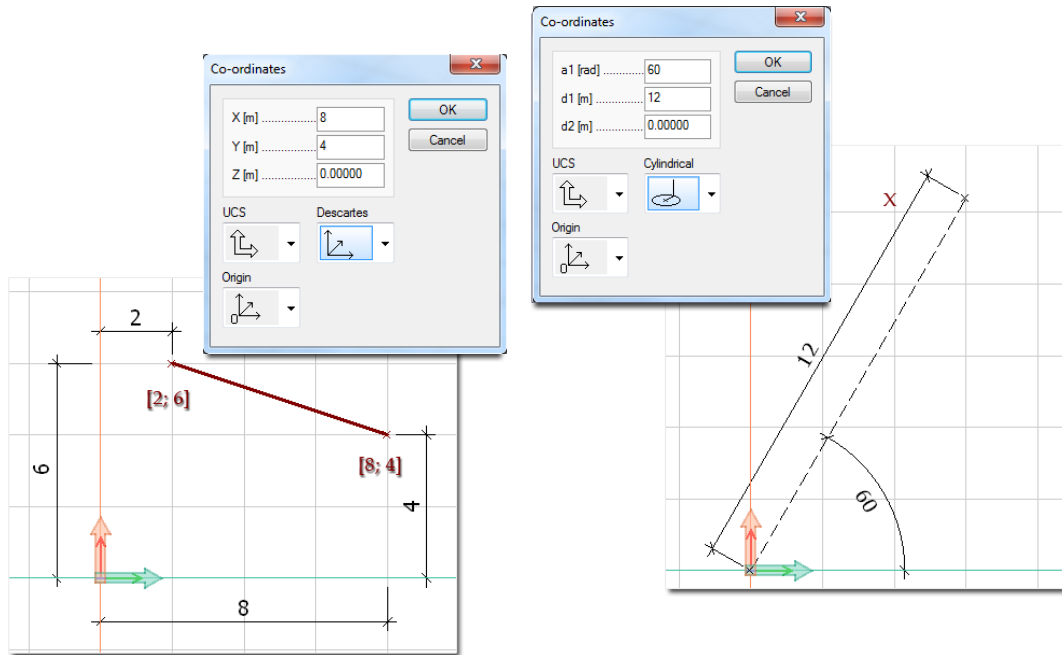 Co-ordinates
X [m] ............... 8
Y [m] ............... 4
Z [m] ............... 0.00000
OK
Cancel
UCS
Descartes
Origin
0
2
6
[2; 6]
[8; 4]
4
8
Co-ordinates
a1 [rad] ............ 60
d1 [m] .............. 12
d2 [m] .............. 0.00000
OK
Cancel
UCS
Cylindrical
Origin
0
X
12
60